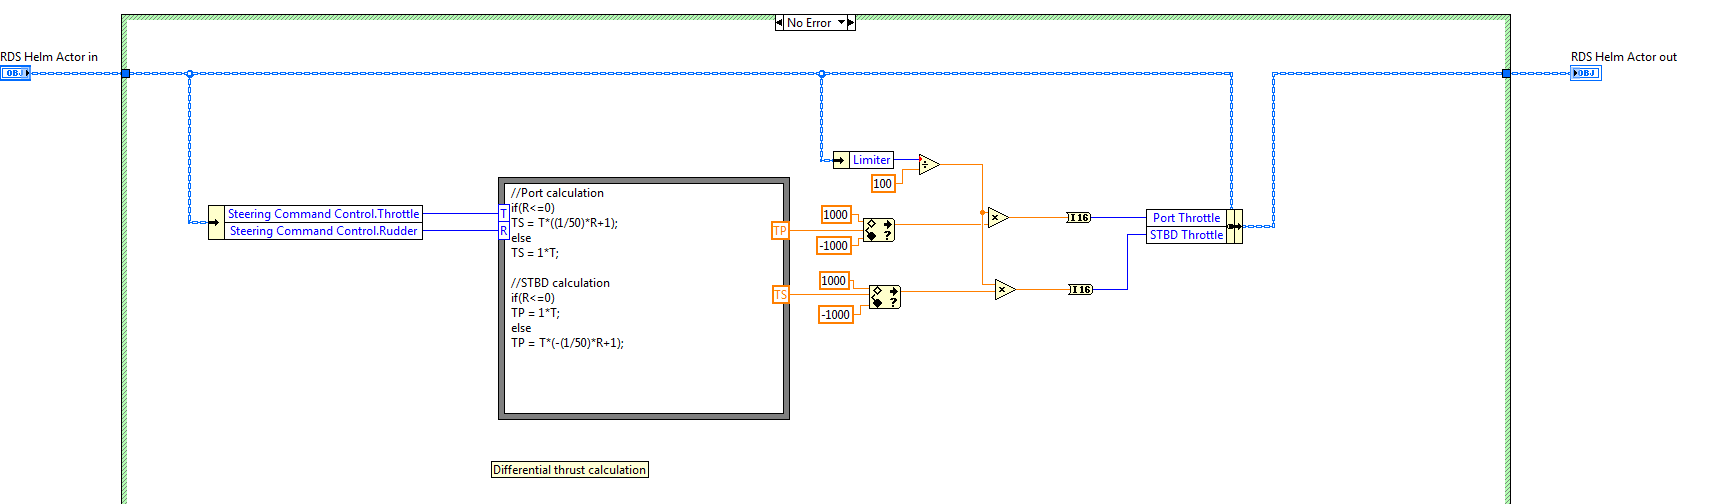 No Error
RDS Helm Actor in
OBJ
RDS Helm Actor out
OBJ
Limiter
÷
100
Steering Command Control.Throttle
Steering Command Control.Rudder
T
R
//Port calculation
if(R<=0)
TS = T*((1/50)*R+1);
else
TS = 1*T;
//STBD calculation
if(R<=0)
TP = 1*T;
else
TP = T*(-(1/50)*R+1);
TP
TS
1000
-1000
?
1000
-1000
?
×
×
I16
I16
Port Throttle
STBD Throttle
Differential thrust calculation